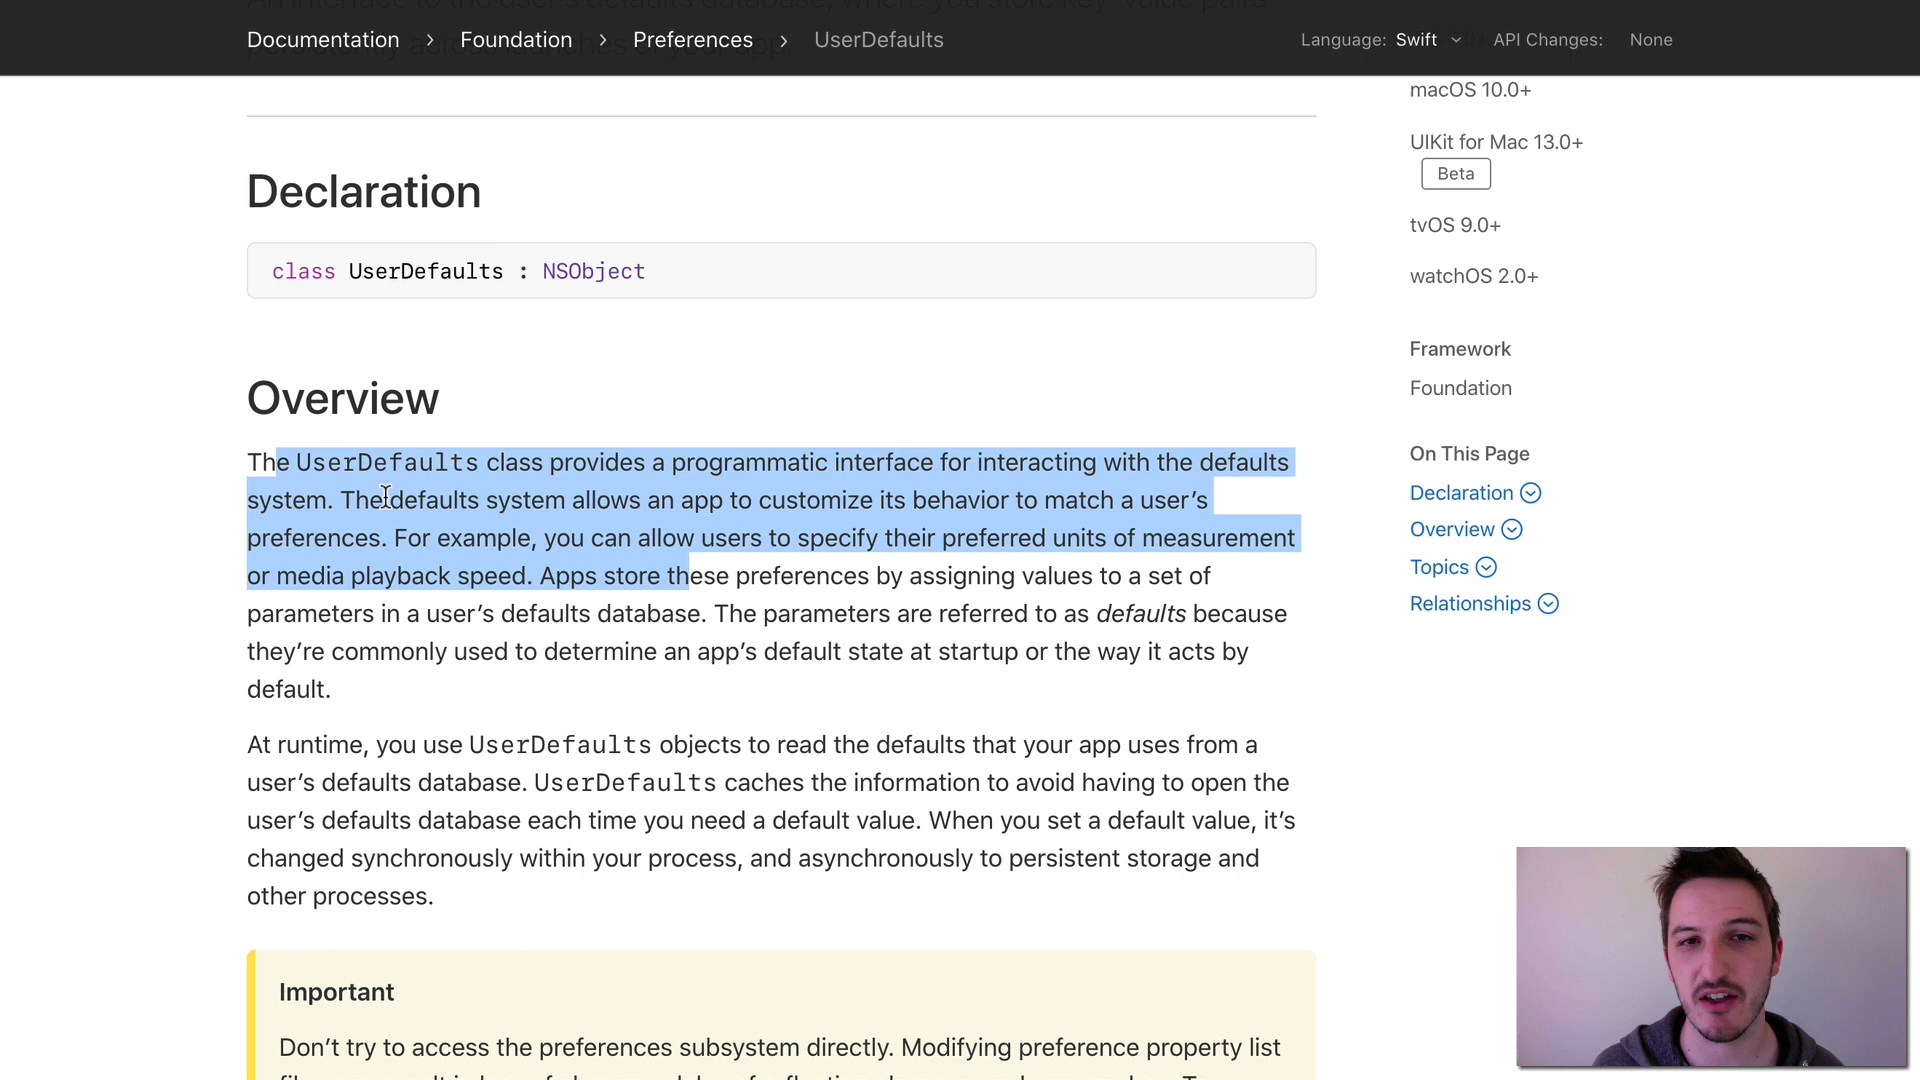 Documentation > Foundation > Preferences > UserDefaults
Language: Swift API Changes: None
macOS 10.0+
UIKit for Mac 13.0+
Beta
tvOS 9.0+
watchOS 2.0+
Framework
Foundation
On This Page
Declaration
Overview
Topics
Relationships
Declaration
class UserDefaults : NSObject
Overview
The UserDefaults class provides a programmatic interface for interacting with the defaults
system. The defaults system allows an app to customize its behavior to match a user’s
preferences. For example, you can allow users to specify their preferred units of measurement
or media playback speed. Apps store these preferences by assigning values to a set of
parameters in a user’s defaults database. The parameters are referred to as defaults because
they’re commonly used to determine an app’s default state at startup or the way it acts by
default.
At runtime, you use UserDefaults objects to read the defaults that your app uses from a
user’s defaults database. UserDefaults caches the information to avoid having to open the
user’s defaults database each time you need a default value. When you set a default value, it’s
changed synchronously within your process, and asynchronously to persistent storage and
other processes.
Important
Don’t try to access the preferences subsystem directly. Modifying preference property list